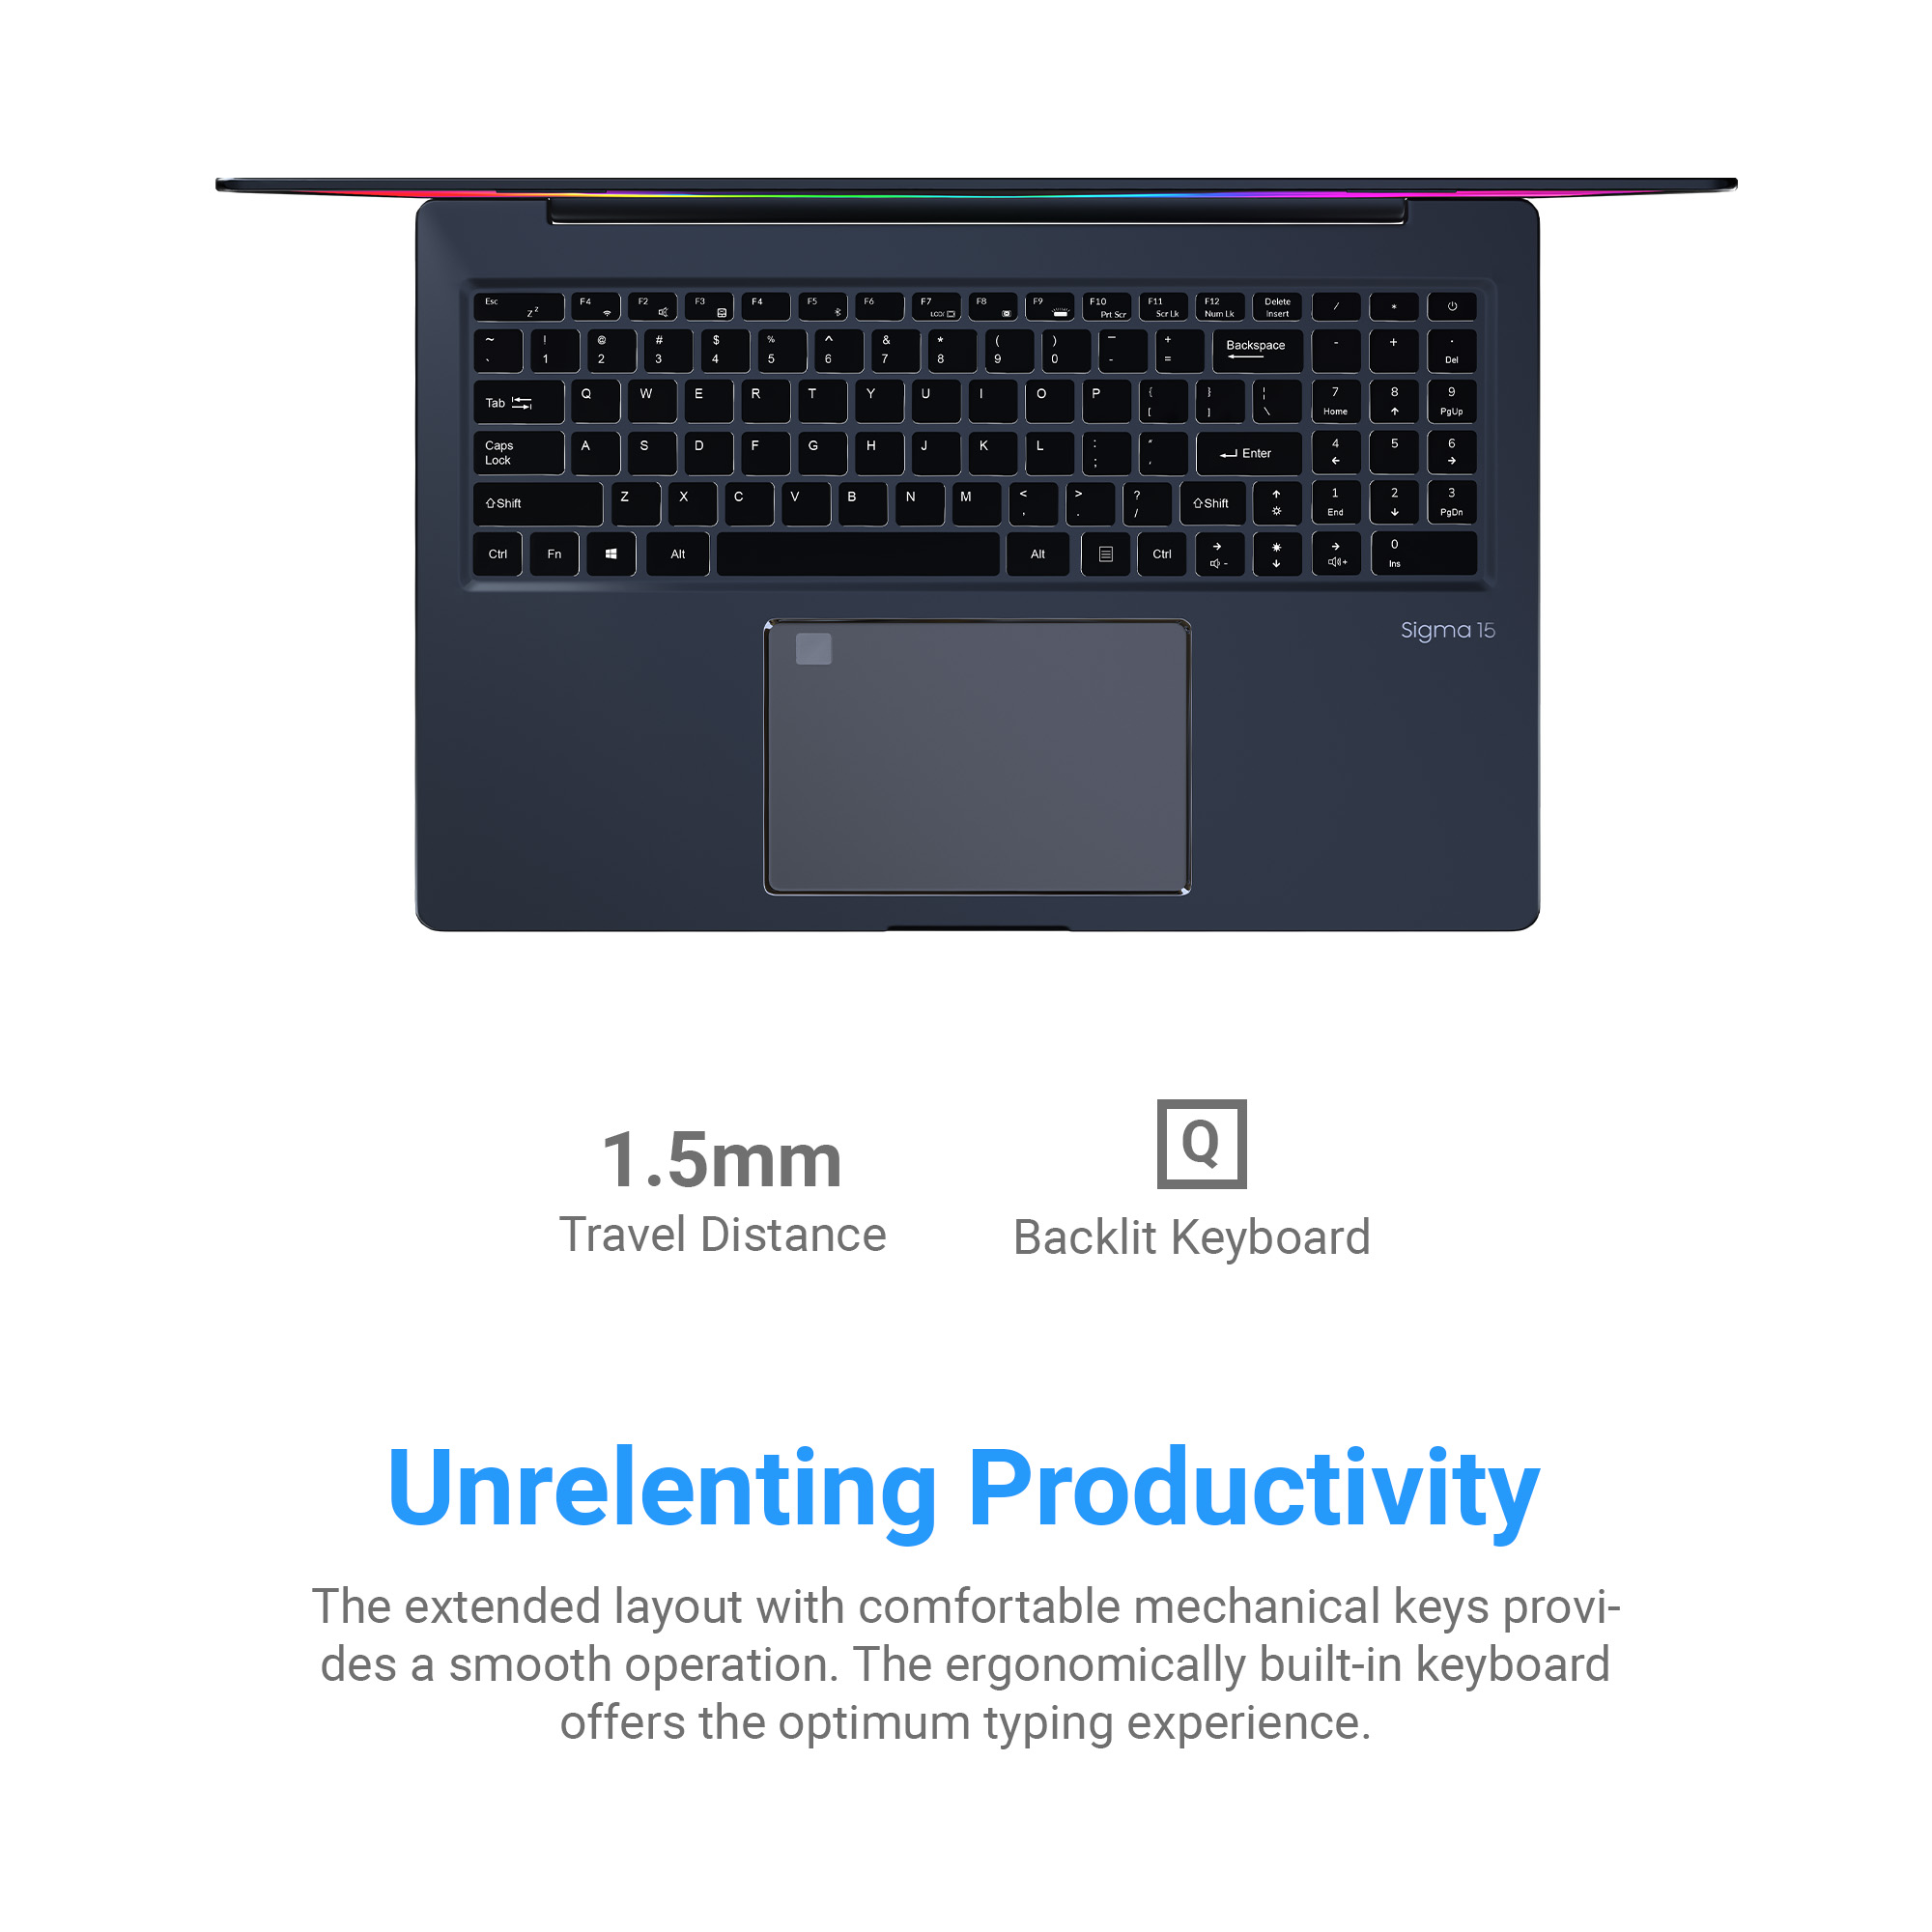 Esc F4 F2 F3 F4 F5 F6 F7 F8 F9 F10 F11 F12 Delete / * 
Zz LCD/ Prt Scr Scr Lk Num Lk Insert
~ ! @ # $ % ^ & * ( ) _ + Backspace - + .
` 1 2 3 4 5 6 7 8 9 0 - = Del
Tab Q W E R T Y U I O P { } ¦ 7 8 9
[ ] \ Home ↑ PgUp
Caps A S D F G H J K L : " Enter 4 5 6
Lock ; ' ← →
Shift Z X C V B N M < > ? Shift ↑ 1 2 3
, . / End ↓ PgDn
Ctrl Fn Alt Alt Ctrl → → 0
- ↓ + Ins
Sigma 15
1.5mm
Travel Distance
Q
Backlit Keyboard
Unrelenting Productivity
The extended layout with comfortable mechanical keys provi-
des a smooth operation. The ergonomically built-in keyboard
offers the optimum typing experience.